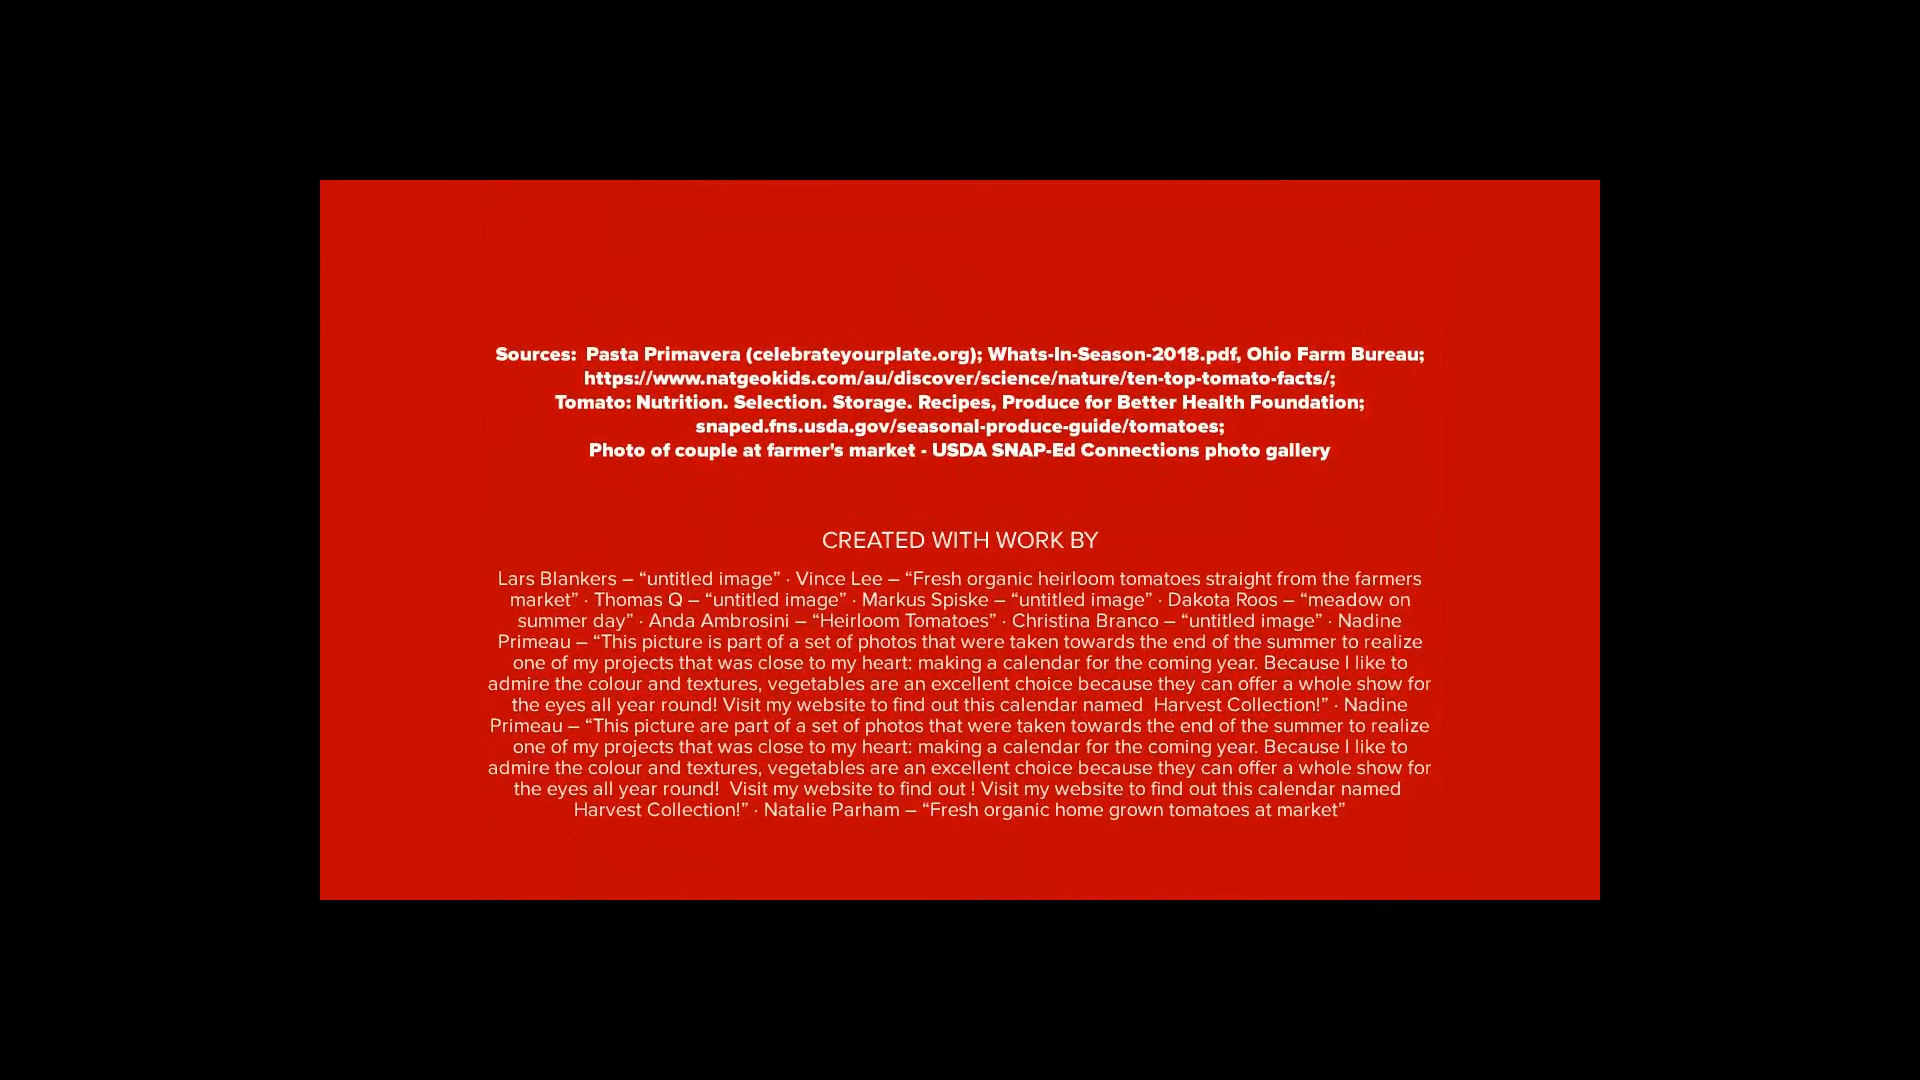 Sources:  Pasta Primavera (celebrateyourplate.org); Whats-In-Season-2018.pdf, Ohio Farm Bureau;
https://www.natgeokids.com/au/discover/science/nature/ten-top-tomato-facts/;
Tomato: Nutrition. Selection. Storage. Recipes, Produce for Better Health Foundation;
snaped.fns.usda.gov/seasonal-produce-guide/tomatoes;
Photo of couple at farmer's market - USDA SNAP-Ed Connections photo gallery
CREATED WITH WORK BY
Lars Blankers – “untitled image” · Vince Lee – “Fresh organic heirloom tomatoes straight from the farmers
market” · Thomas Q – “untitled image” · Markus Spiske – “untitled image” · Dakota Roos – “meadow on
summer day” · Anda Ambrosini – “Heirloom Tomatoes” · Christina Branco – “untitled image” · Nadine
Primeau – “This picture is part of a set of photos that were taken towards the end of the summer to realize
one of my projects that was close to my heart: making a calendar for the coming year. Because I like to
admire the colour and textures, vegetables are an excellent choice because they can offer a whole show for
the eyes all year round! Visit my website to find out this calendar named  Harvest Collection!” · Nadine
Primeau – “This picture are part of a set of photos that were taken towards the end of the summer to realize
one of my projects that was close to my heart: making a calendar for the coming year. Because I like to
admire the colour and textures, vegetables are an excellent choice because they can offer a whole show for
the eyes all year round!  Visit my website to find out ! Visit my website to find out this calendar named
Harvest Collection!” · Natalie Parham – “Fresh organic home grown tomatoes at market”